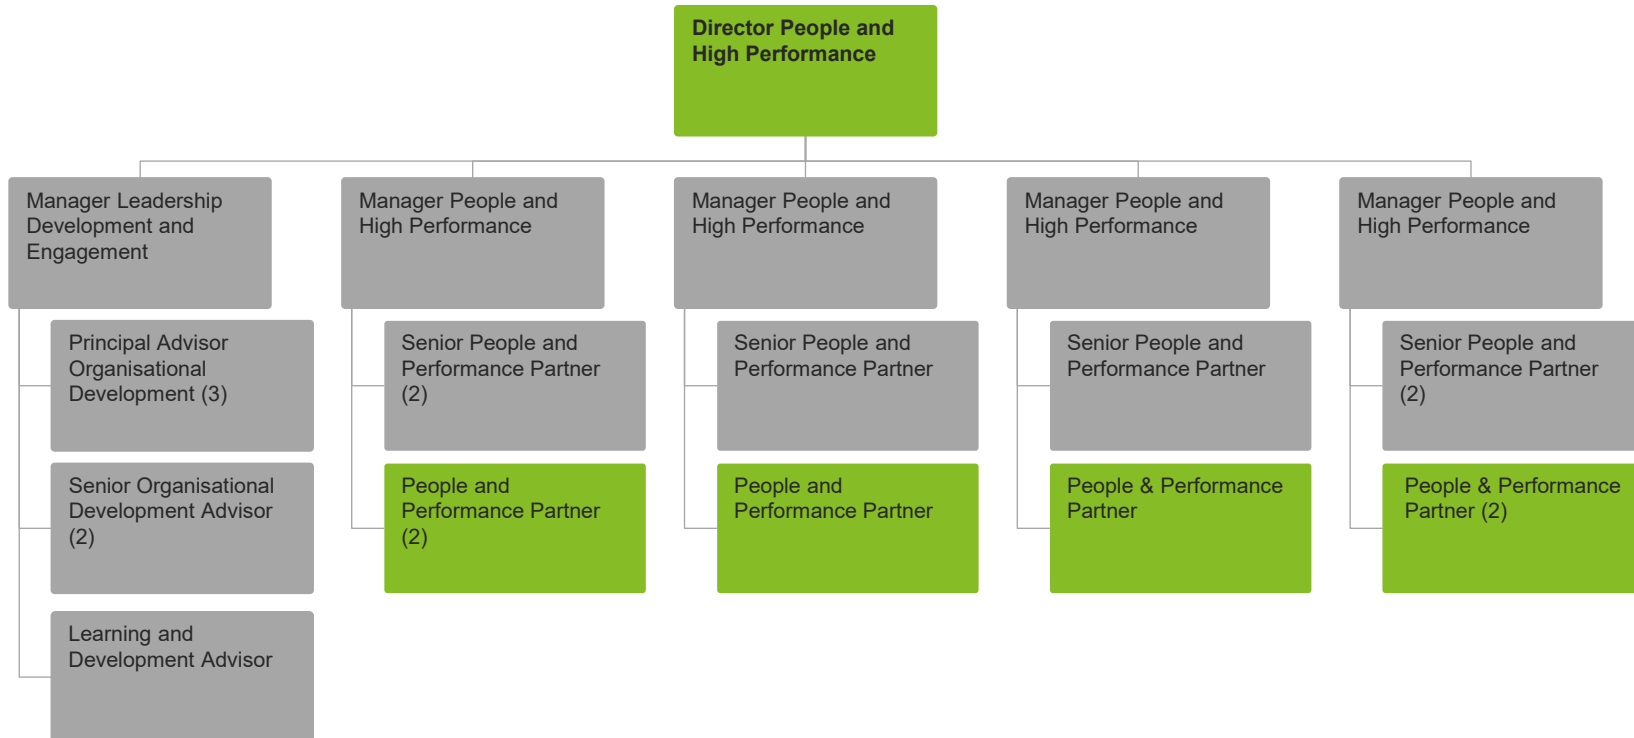 Director People and
High Performance
Manager Leadership
Development and
Engagement
Manager People and
High Performance
Manager People and
High Performance
Manager People and
High Performance
Manager People and
High Performance
Principal Advisor
Organisational
Development (3)
Senior People and
Performance Partner
(2)
Senior People and
Performance Partner
Senior People and
Performance Partner
Senior People and
Performance Partner
(2)
Senior Organisational
Development Advisor
(2)
People and
Performance Partner
(2)
People and
Performance Partner
People & Performance
Partner
People & Performance
Partner (2)
Learning and
Development Advisor